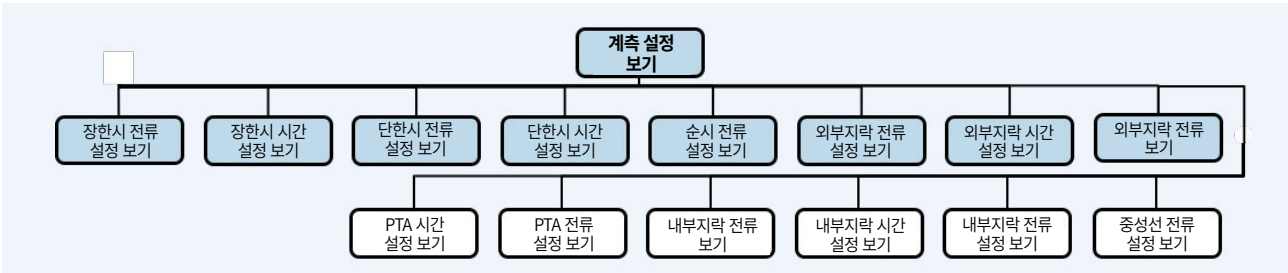 계측 설정
보기
장한시 전류
설정 보기
장한시 시간
설정 보기
단한시 전류
설정 보기
단한시 시간
설정 보기
순시 전류
설정 보기
외부지락 전류
설정 보기
외부지락 시간
설정 보기
외부지락 전류
보기
PTA 시간
설정 보기
PTA 전류
설정 보기
내부지락 전류
보기
내부지락 시간
설정 보기
내부지락 전류
설정 보기
중성선 전류
설정 보기